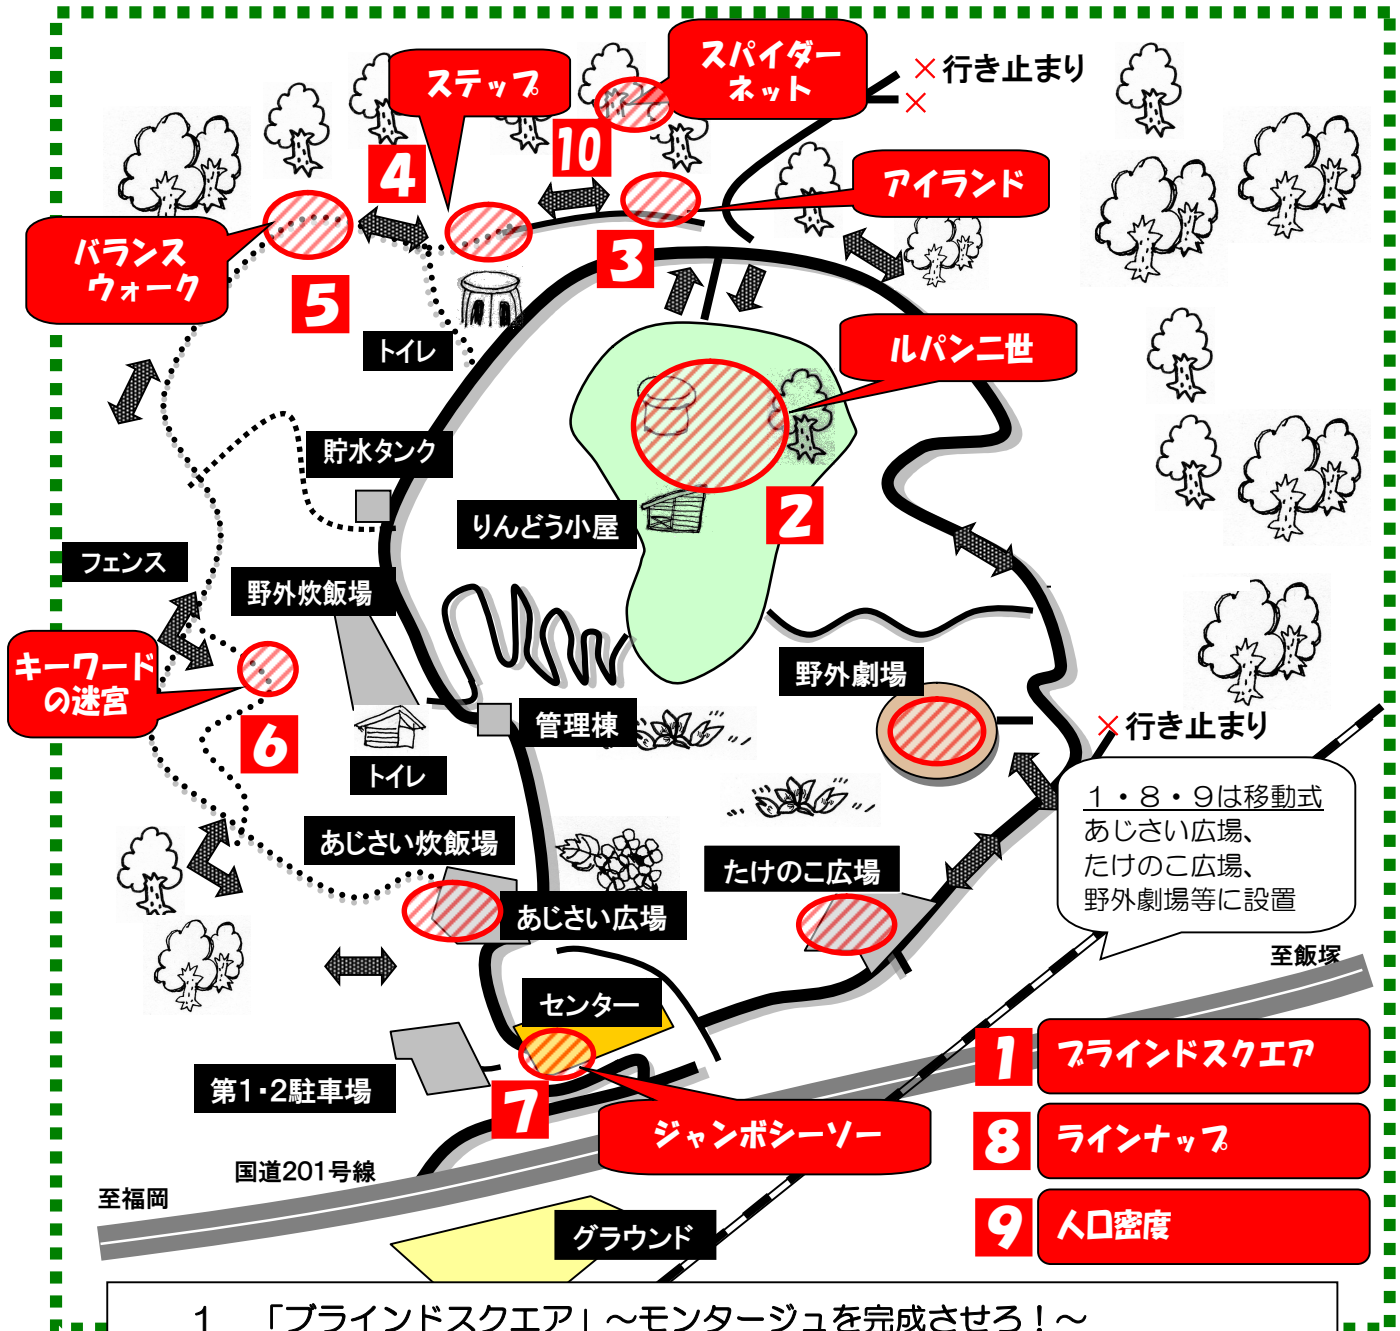 スパイダー
ネット
×行き止まり
×
ステップ
10
4
アイランド
バランス
ウォーク
3
5
トイレ
ルパン二世
貯水タンク
りんどう小屋
2
フェンス
野外炊飯場
キーワード
の迷宮
野外劇場
6
管理棟
×行き止まり
トイレ
1・8・9は移動式
あじさい広場、
たけのこ広場、
野外劇場等に設置
あじさい炊飯場
たけのこ広場
あじさい広場
至飯塚
センター
1 ブラインドスクエア
第1・2駐車場
7
ジャンボシーソー
8 ラインナップ
国道201号線
至福岡
9 人口密度
グラウンド
1 「ブラインドスクエア」~モンタージュを完成させろ!~